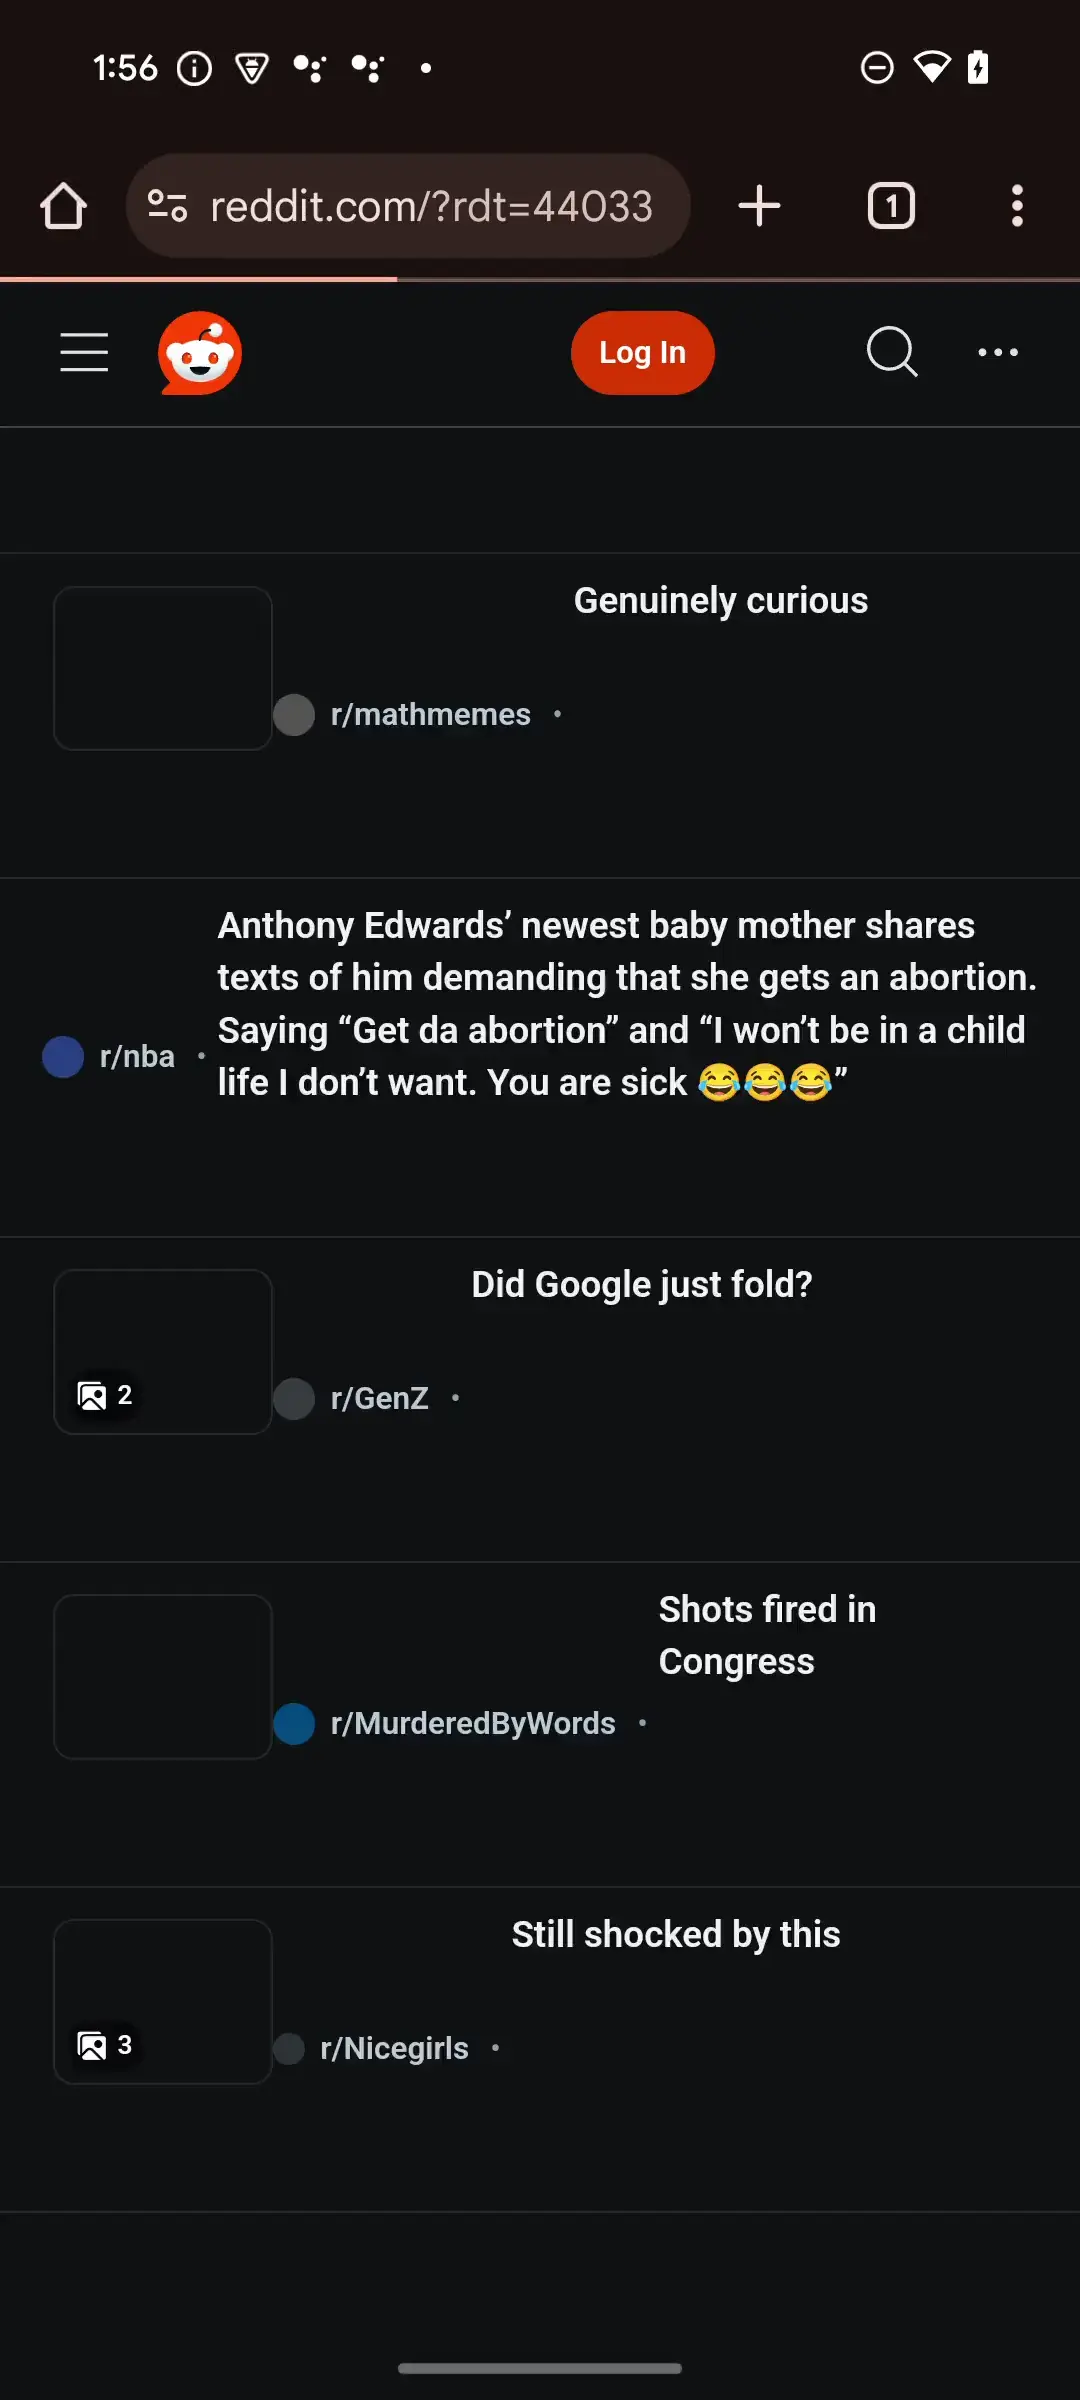 1:56
reddit.com/?rdt=44033
1
Log In
Genuinely curious
r/mathmemes •
Anthony Edwards’ newest baby mother shares
texts of him demanding that she gets an abortion.
Saying “Get da abortion” and “I won’t be in a child
life I don’t want. You are sick 😂😂😂”
r/nba •
Did Google just fold?
2
r/GenZ •
Shots fired in
Congress
r/MurderedByWords •
Still shocked by this
3
r/Nicegirls •